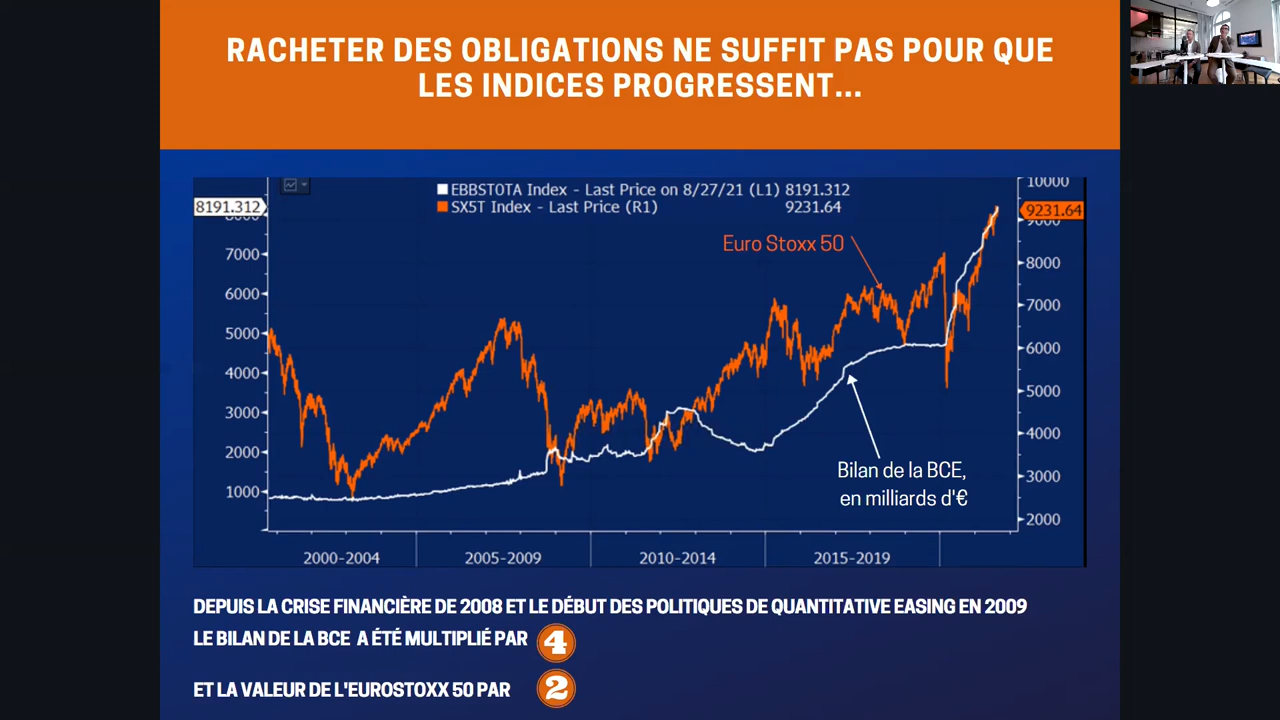 RACHETER DES OBLIGATIONS NE SUFFIT PAS POUR QUE
LES INDICES PROGRESSENT...
EBBSTOTA Index - Last Price on 8/27/21 (L1) 8191.312
SX5T Index - Last Price (R1) 9231.64
8191.312
8000
7000
6000
5000
4000
3000
2000
1000
10000
9231.64
9000
8000
7000
6000
5000
4000
3000
2000
Euro Stoxx 50
Bilan de la BCE,
en milliards d'€
2000-2004 2005-2009 2010-2014 2015-2019
DEPUIS LA CRISE FINANCIÈRE DE 2008 ET LE DÉBUT DES POLITIQUES DE QUANTITATIVE EASING EN 2009
LE BILAN DE LA BCE A ÉTÉ MULTIPLIÉ PAR 4
ET LA VALEUR DE L'EUROSTOXX 50 PAR 2